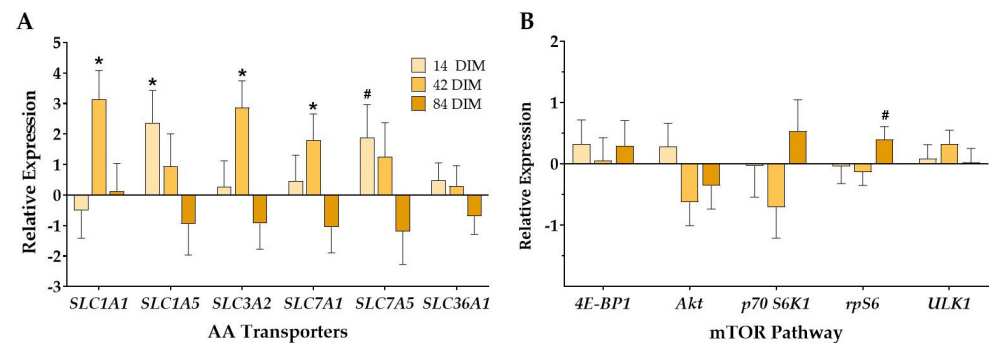 A
Relative Expression
5
4
3
2
1
0
-1
-2
-3
* * * * #
14 DIM
42 DIM
84 DIM
SLC1A1 SLC1A5 SLC3A2 SLC7A1 SLC7A5 SLC36A1
AA Transporters
B
Relative Expression
2
1
0
-1
#
4E-BP1 Akt p70 S6K1 rpS6 ULK1
mTOR Pathway